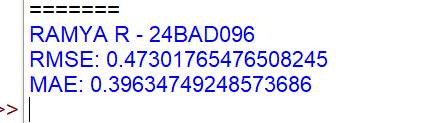 =======
RAMYA R - 24BAD096
RMSE: 0.47301765476508245
MAE: 0.39634749248573686
>>